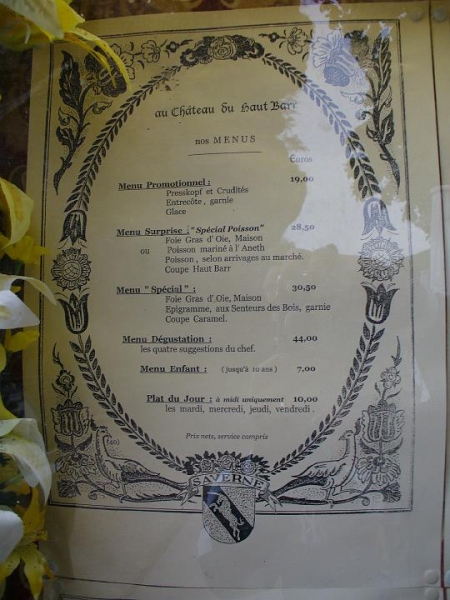 au Château du Haut Barr
nos MENUS
Euros
Menu Promotionnel : 19,00
Presskopf et Crudités
Entrecôte, garnie
Glace
Menu Surprise : "Spécial Poisson" 28,50
Foie Gras d'Oie, Maison
ou Poisson mariné à l'Aneth
Poisson, selon arrivages au marché.
Coupe Haut Barr
Menu "Spécial" : 30,50
Foie Gras d'Oie, Maison
Epigramme, aux Senteurs des Bois, garnie
Coupe Caramel.
Menu Dégustation : 44,00
les quatre suggestions du chef.
Menu Enfant : (jusqu'à 10 ans) 7,00
Plat du Jour : à midi uniquement 10,00
les mardi, mercredi, jeudi, vendredi.
Prix nets, service compris
SAVERNE